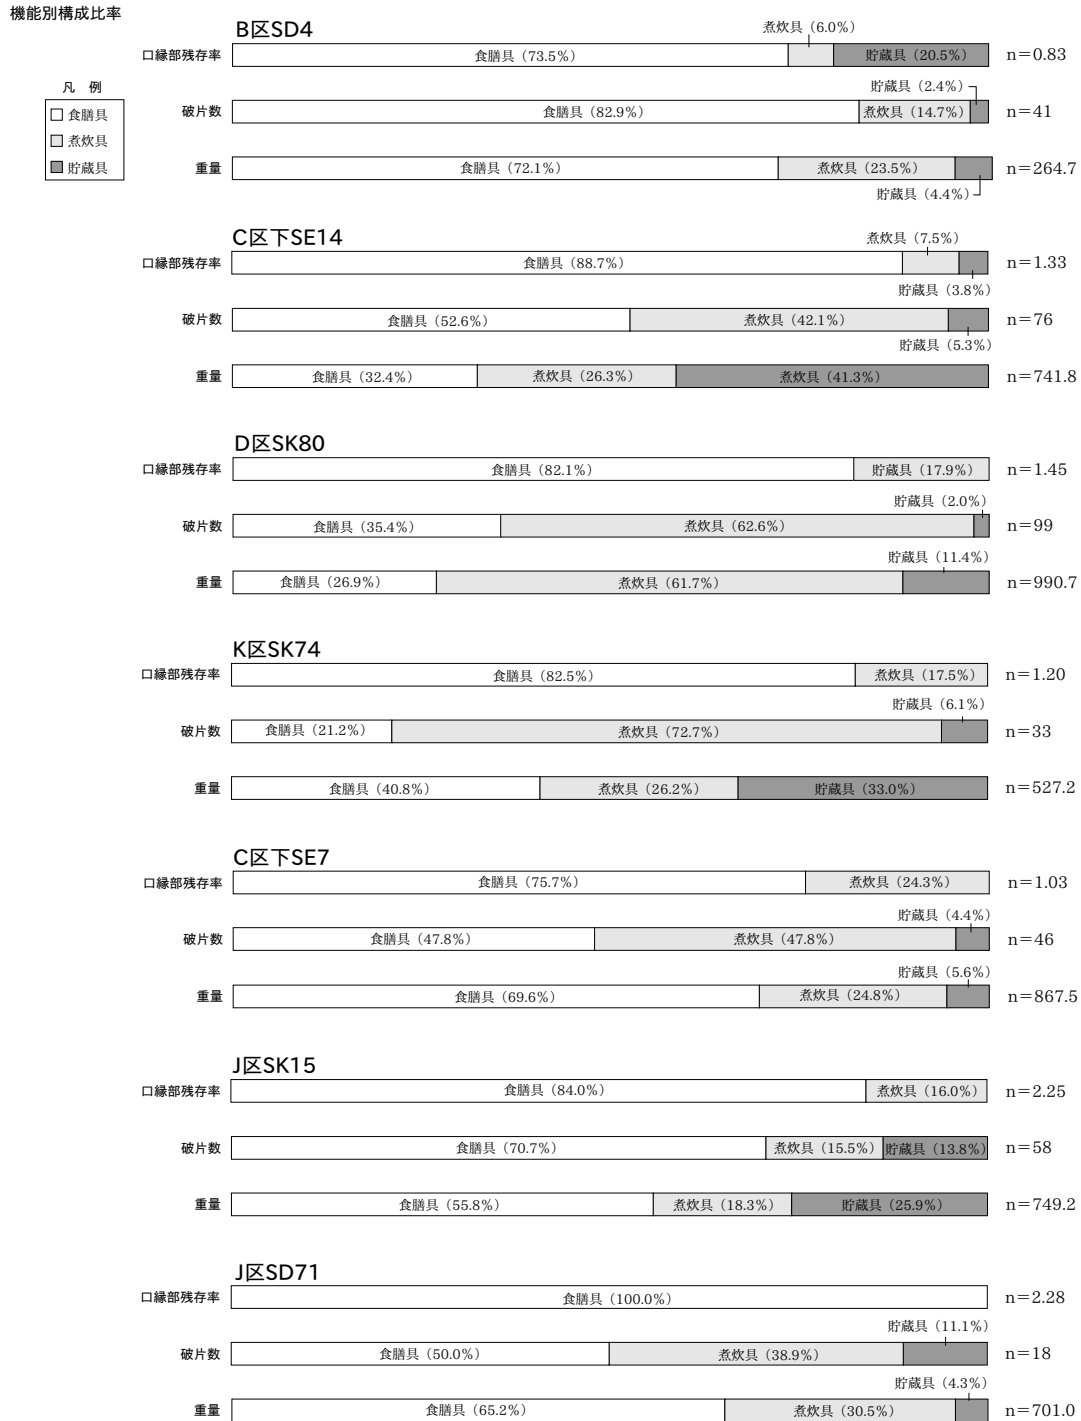 機能別構成比率
凡 例
食膳具
煮炊具
貯蔵具
B区SD4
煮炊具（6.0%）
口縁部残存率 食膳具（73.5%） 貯蔵具（20.5%） n＝0.83
貯蔵具（2.4%）
破片数 食膳具（82.9%） 煮炊具（14.7%） n＝41
重量 食膳具（72.1%） 煮炊具（23.5%） n＝264.7
貯蔵具（4.4%）
C区下SE14
煮炊具（7.5%）
口縁部残存率 食膳具（88.7%） n＝1.33
貯蔵具（3.8%）
破片数 食膳具（52.6%） 煮炊具（42.1%） n＝76
貯蔵具（5.3%）
重量 食膳具（32.4%） 煮炊具（26.3%） 煮炊具（41.3%） n＝741.8
D区SK80
口縁部残存率 食膳具（82.1%） 貯蔵具（17.9%） n＝1.45
貯蔵具（2.0%）
破片数 食膳具（35.4%） 煮炊具（62.6%） n＝99
貯蔵具（11.4%）
重量 食膳具（26.9%） 煮炊具（61.7%） n＝990.7
K区SK74
口縁部残存率 食膳具（82.5%） 煮炊具（17.5%） n＝1.20
貯蔵具（6.1%）
破片数 食膳具（21.2%） 煮炊具（72.7%） n＝33
重量 食膳具（40.8%） 煮炊具（26.2%） 貯蔵具（33.0%） n＝527.2
C区下SE7
口縁部残存率 食膳具（75.7%） 煮炊具（24.3%） n＝1.03
貯蔵具（4.4%）
破片数 食膳具（47.8%） 煮炊具（47.8%） n＝46
貯蔵具（5.6%）
重量 食膳具（69.6%） 煮炊具（24.8%） n＝867.5
J区SK15
口縁部残存率 食膳具（84.0%） 煮炊具（16.0%） n＝2.25
破片数 食膳具（70.7%） 煮炊具（15.5%） 貯蔵具（13.8%） n＝58
重量 食膳具（55.8%） 煮炊具（18.3%） 貯蔵具（25.9%） n＝749.2
J区SD71
口縁部残存率 食膳具（100.0%） n＝2.28
貯蔵具（11.1%）
破片数 食膳具（50.0%） 煮炊具（38.9%） n＝18
貯蔵具（4.3%）
重量 食膳具（65.2%） 煮炊具（30.5%） n＝701.0